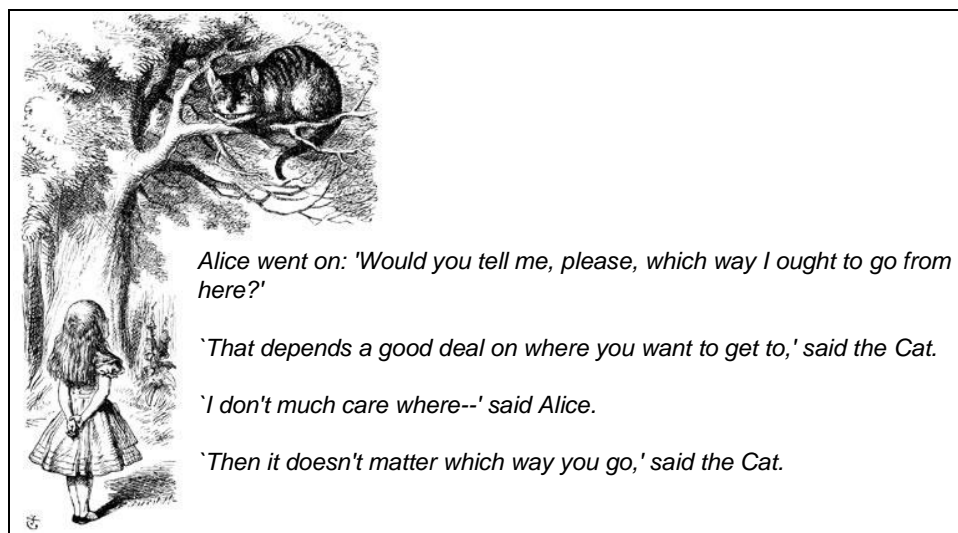 Alice went on: 'Would you tell me, please, which way I ought to go from
here?'
`That depends a good deal on where you want to get to,' said the Cat.
`I don't much care where--' said Alice.
`Then it doesn't matter which way you go,' said the Cat.